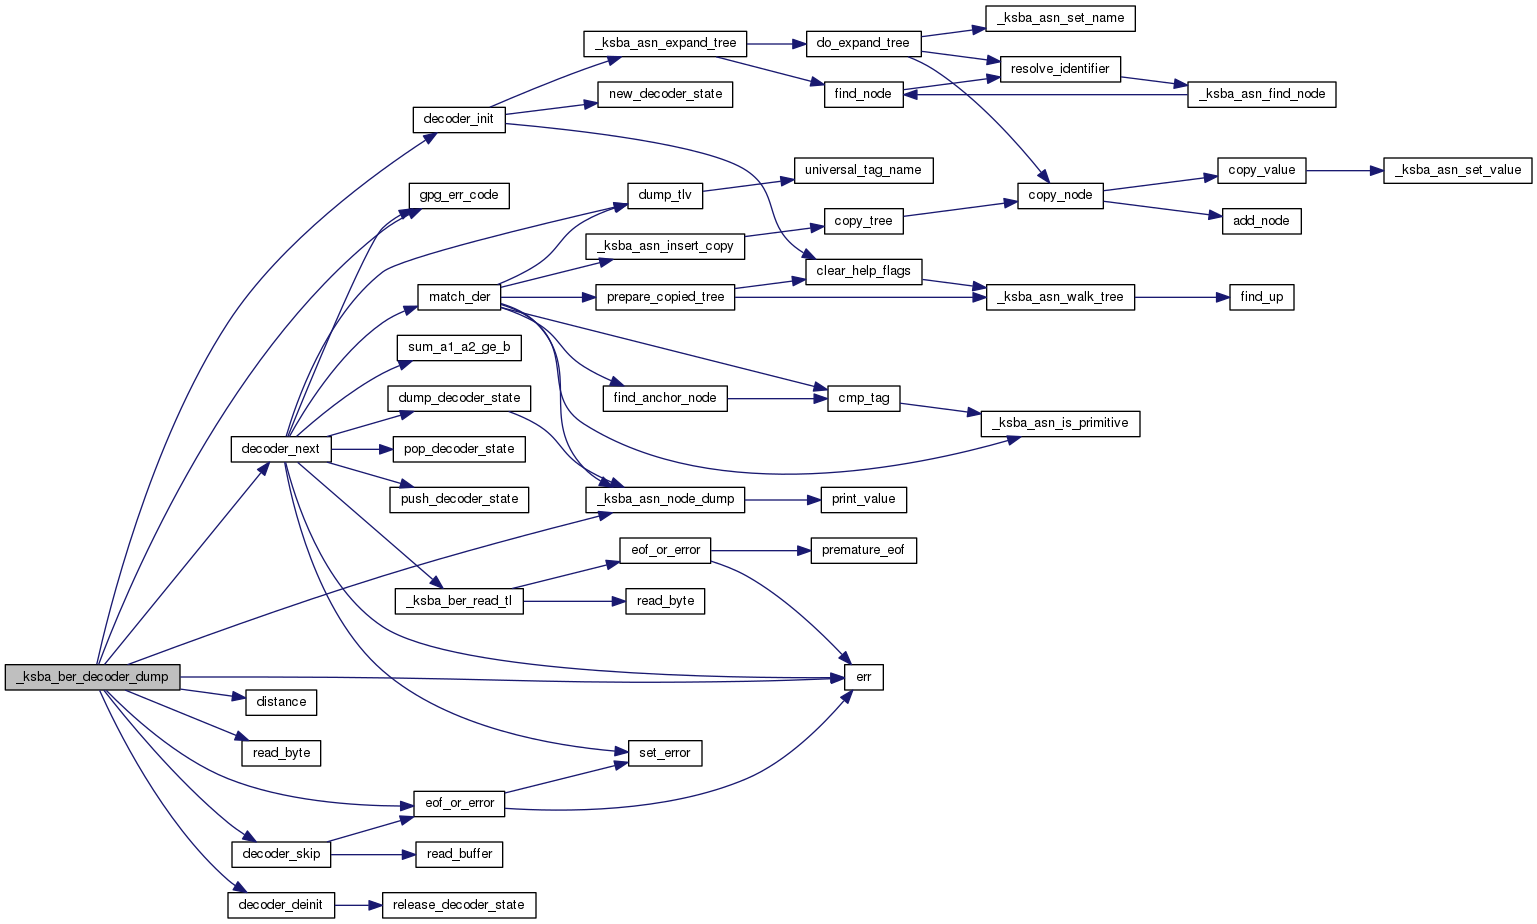 _ksba_asn_set_name
_ksba_asn_expand_tree
do_expand_tree
resolve_identifier
new_decoder_state
find_node
_ksba_asn_find_node
decoder_init
universal_tag_name
copy_value
_ksba_asn_set_value
gpg_err_code
dump_tlv
copy_node
copy_tree
add_node
_ksba_asn_insert_copy
clear_help_flags
match_der
prepare_copied_tree
_ksba_asn_walk_tree
find_up
sum_a1_a2_ge_b
dump_decoder_state
find_anchor_node
cmp_tag
_ksba_asn_is_primitive
decoder_next
pop_decoder_state
push_decoder_state
_ksba_asn_node_dump
print_value
eof_or_error
premature_eof
_ksba_ber_read_tl
read_byte
_ksba_ber_decoder_dump
err
distance
read_byte
set_error
eof_or_error
decoder_skip
read_buffer
decoder_deinit
release_decoder_state